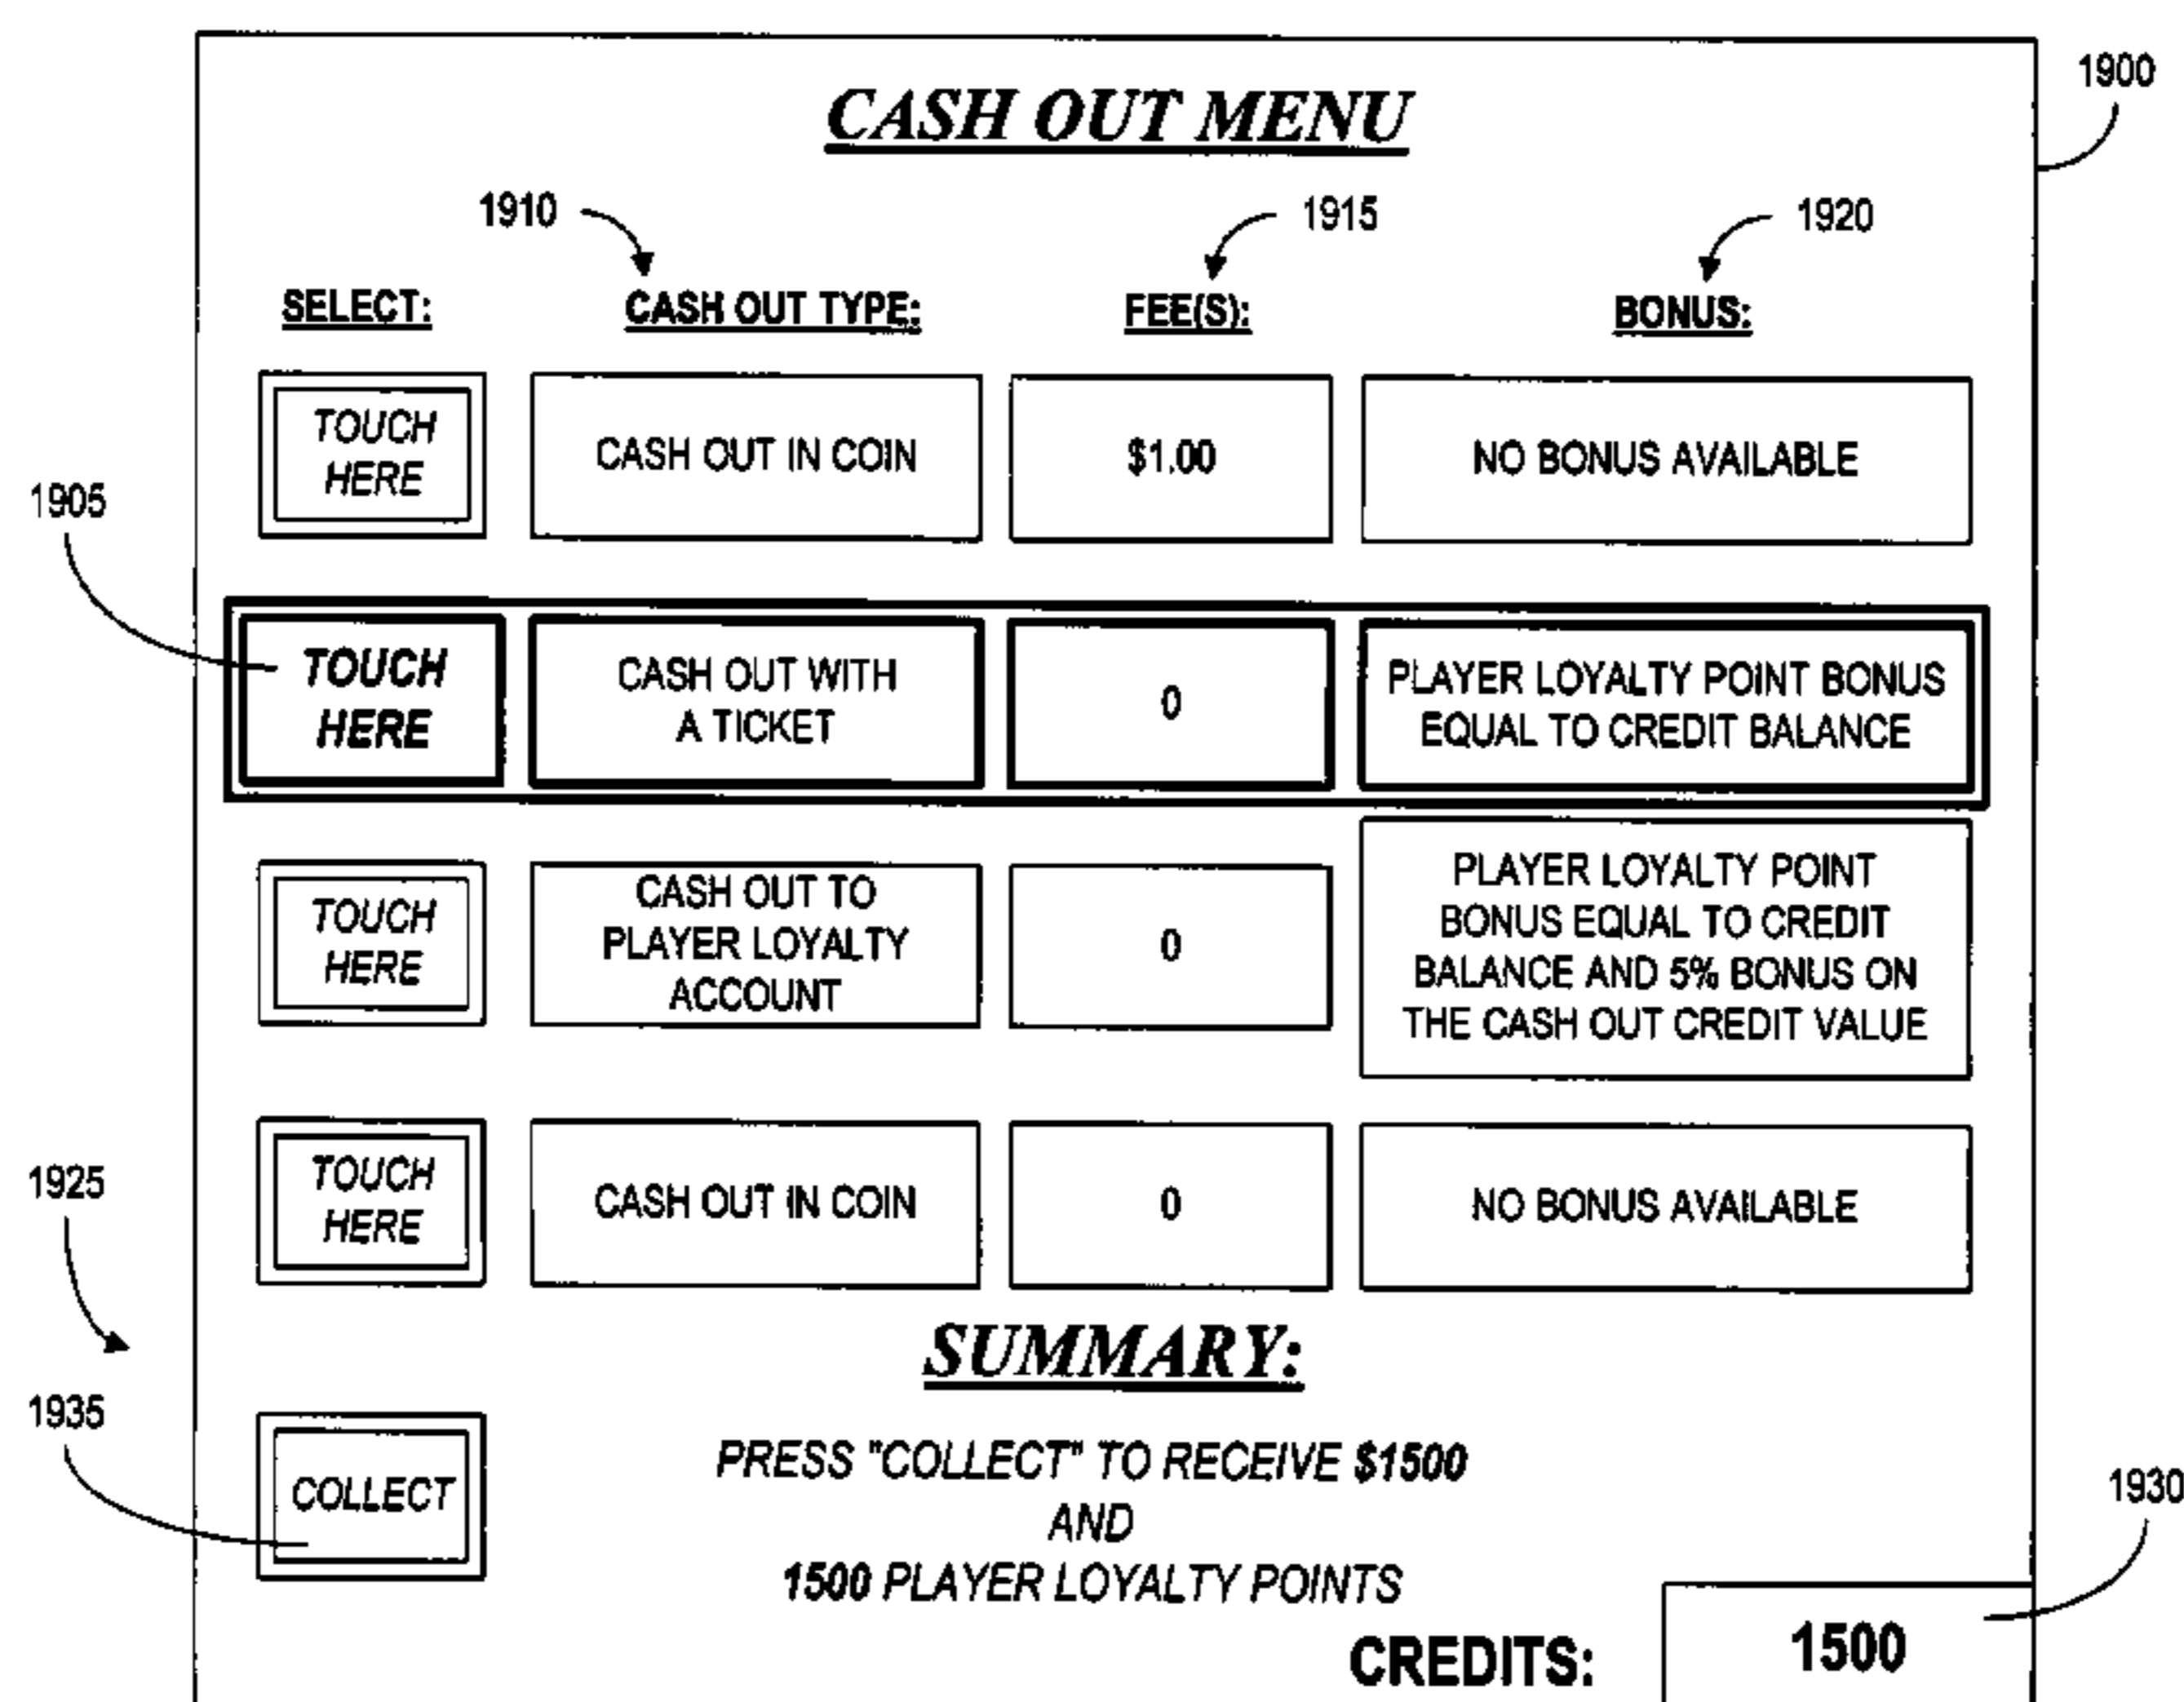 1900
CASH OUT MENU
1910
1915
1920
SELECT:
CASH OUT TYPE:
FEE(S):
BONUS:
TOUCH
HERE
CASH OUT IN COIN
$1.00
NO BONUS AVAILABLE
1905
TOUCH
HERE
CASH OUT WITH
A TICKET
0
PLAYER LOYALTY POINT BONUS
EQUAL TO CREDIT BALANCE
TOUCH
HERE
CASH OUT TO
PLAYER LOYALTY
ACCOUNT
0
PLAYER LOYALTY POINT
BONUS EQUAL TO CREDIT
BALANCE AND 5% BONUS ON
THE CASH OUT CREDIT VALUE
1925
TOUCH
HERE
CASH OUT IN COIN
0
NO BONUS AVAILABLE
SUMMARY:
1935
COLLECT
PRESS "COLLECT" TO RECEIVE $1500
AND
1500 PLAYER LOYALTY POINTS
1930
CREDITS:
1500